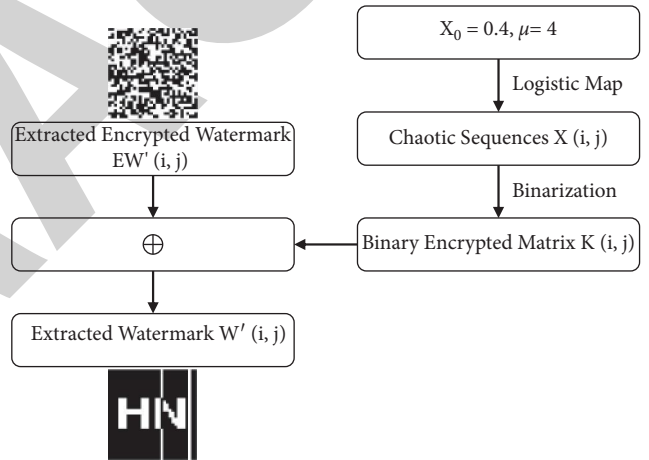 X₀ = 0.4, μ= 4
Logistic Map
Extracted Encrypted Watermark
EW' (i, j)
Chaotic Sequences X (i, j)
Binarization
⊕
Binary Encrypted Matrix K (i, j)
Extracted Watermark W′ (i, j)
HN